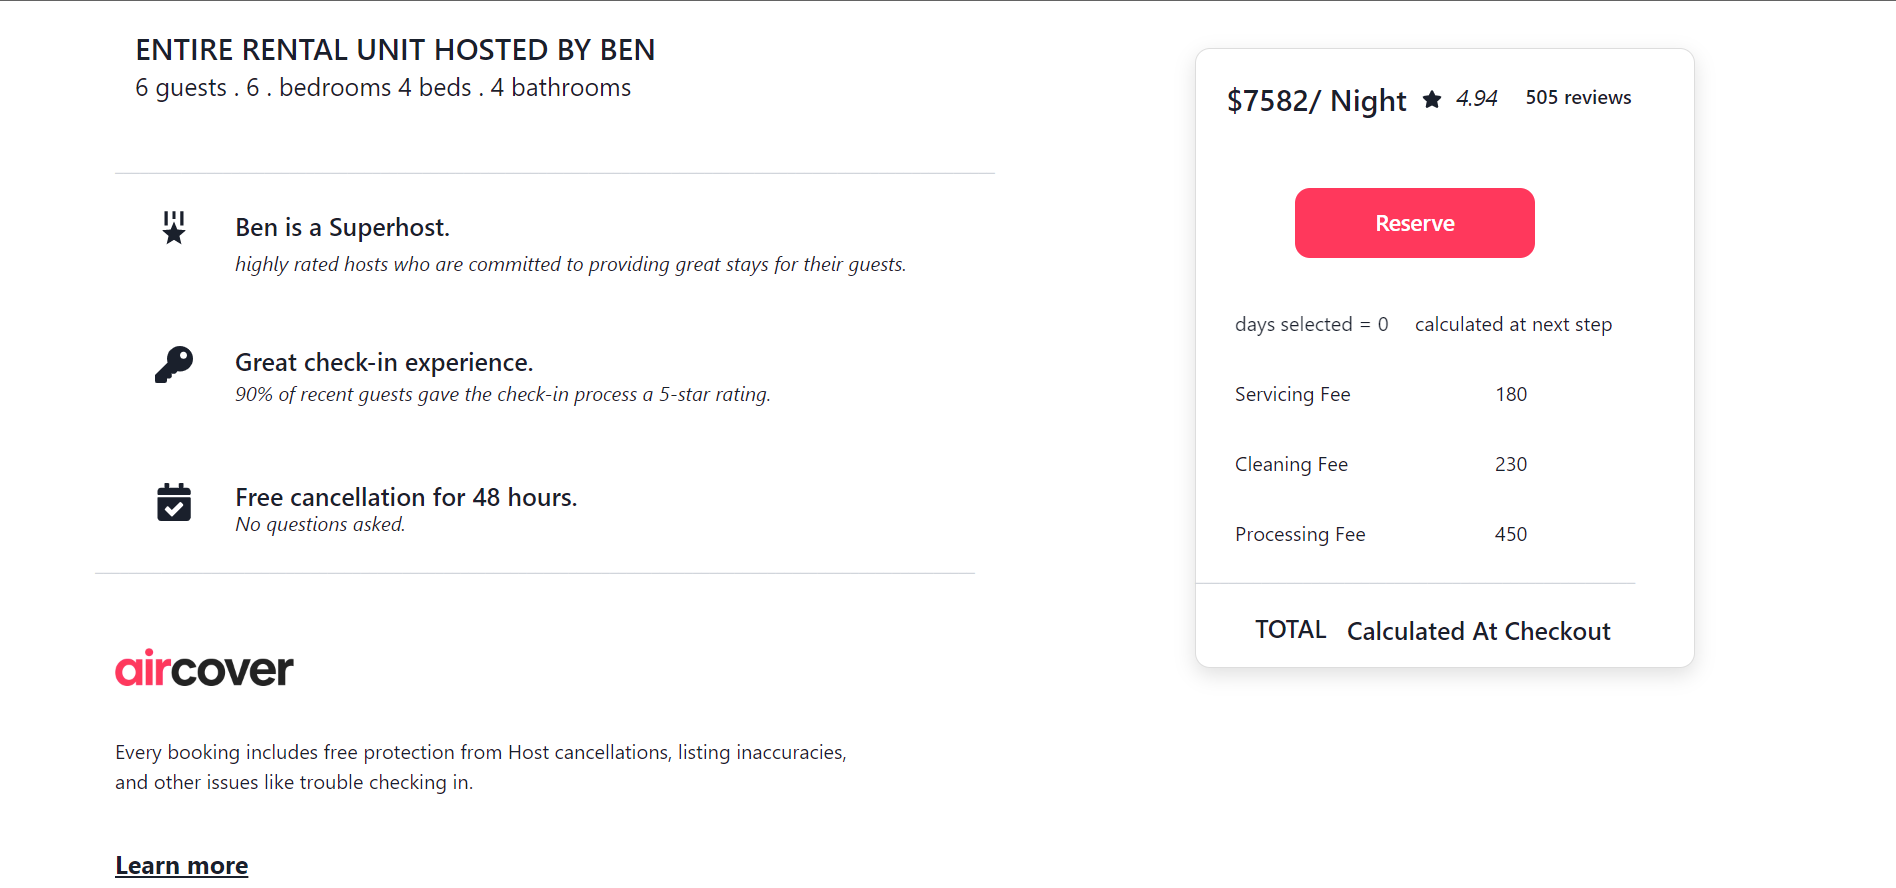 ENTIRE RENTAL UNIT HOSTED BY BEN
6 guests . 6 . bedrooms 4 beds . 4 bathrooms
Ben is a Superhost.
highly rated hosts who are committed to providing great stays for their guests.
Great check-in experience.
90% of recent guests gave the check-in process a 5-star rating.
Free cancellation for 48 hours.
No questions asked.
aircover
Every booking includes free protection from Host cancellations, listing inaccuracies,
and other issues like trouble checking in.
Learn more
$7582/ Night 4.94 505 reviews
Reserve
days selected = 0 calculated at next step
Servicing Fee 180
Cleaning Fee 230
Processing Fee 450
TOTAL Calculated At Checkout